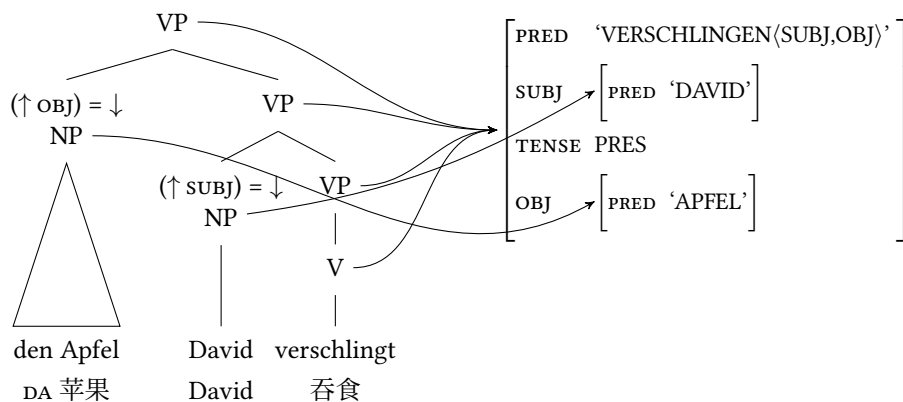 VP
PRED ‘VERSCHLINGEN⟨SUBJ,OBJ⟩’
VP
(↑ OBJ) = ↓
SUBJ [PRED ‘DAVID’]
NP
TENSE PRES
(↑ SUBJ) = ↓ VP
OBJ [PRED ‘APFEL’]
NP
V
den Apfel David verschlingt
DA 苹果 David 吞食